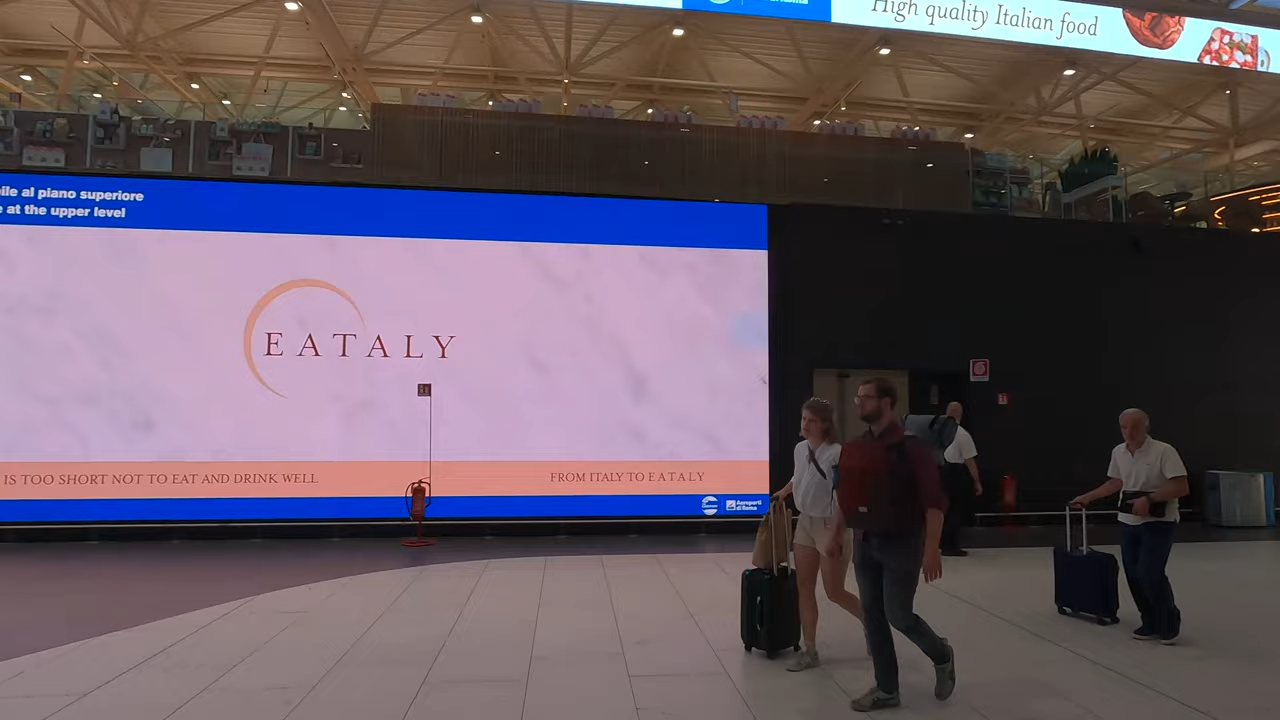 High quality Italian food
ile al piano superiore
e at the upper level
EATALY
IS TOO SHORT NOT TO EAT AND DRINK WELL
FROM ITALY TO EATALY
Aeroporti
di Roma